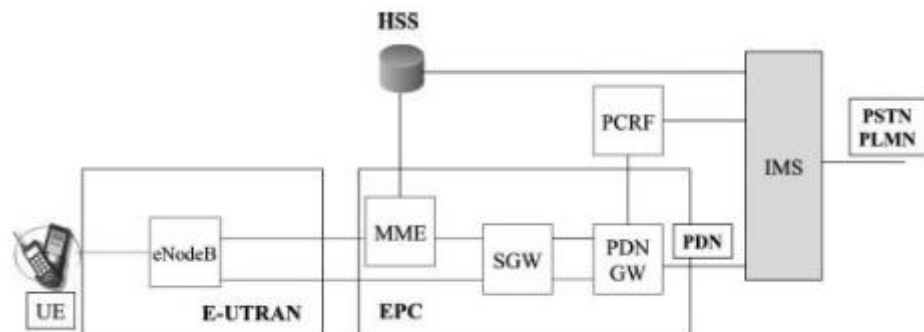 HSS
PCRF
PSTN
PLMN
IMS
MME
eNodeB
SGW
PDN
GW
PDN
UE
E-UTRAN
EPC